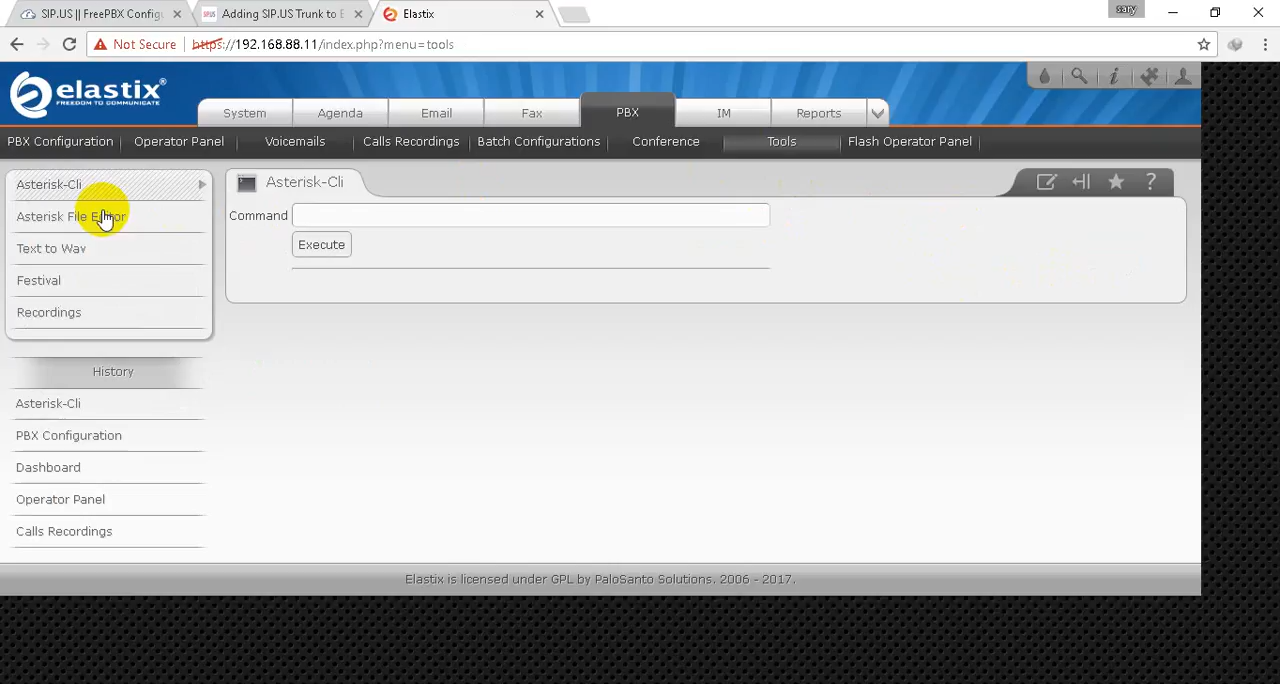 SIP.US || FreePBX Configu
Adding SIP.US Trunk to E
Elastix
sary
Not Secure
https://192.168.88.11/index.php?menu=tools
elastix
FREEDOM TO COMMUNICATE
System
Agenda
Email
Fax
PBX
IM
Reports
PBX Configuration
Operator Panel
Voicemails
Calls Recordings
Batch Configurations
Conference
Tools
Flash Operator Panel
Asterisk-Cli
Asterisk File Editor
Text to Wav
Festival
Recordings
Asterisk-Cli
Command
Execute
History
Asterisk-Cli
PBX Configuration
Dashboard
Operator Panel
Calls Recordings
Elastix is licensed under GPL by PaloSanto Solutions. 2006 - 2017.